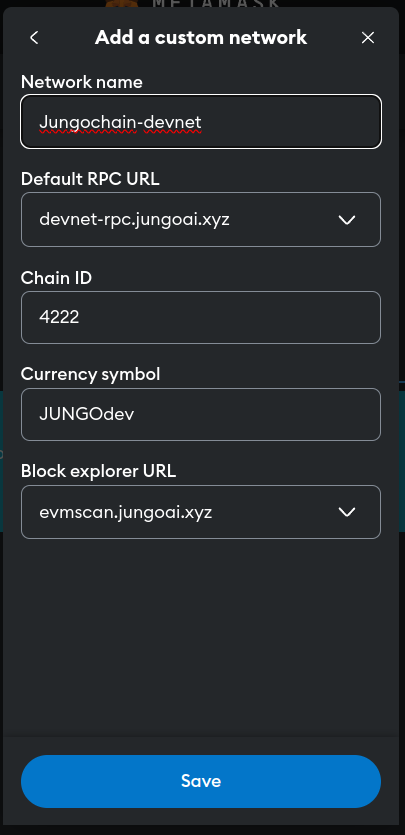 METAMASK
Add a custom network
Network name
Jungochain-devnet
Default RPC URL
devnet-rpc.jungoai.xyz
Chain ID
4222
Currency symbol
JUNGOdev
Block explorer URL
evmscan.jungoai.xyz
Save